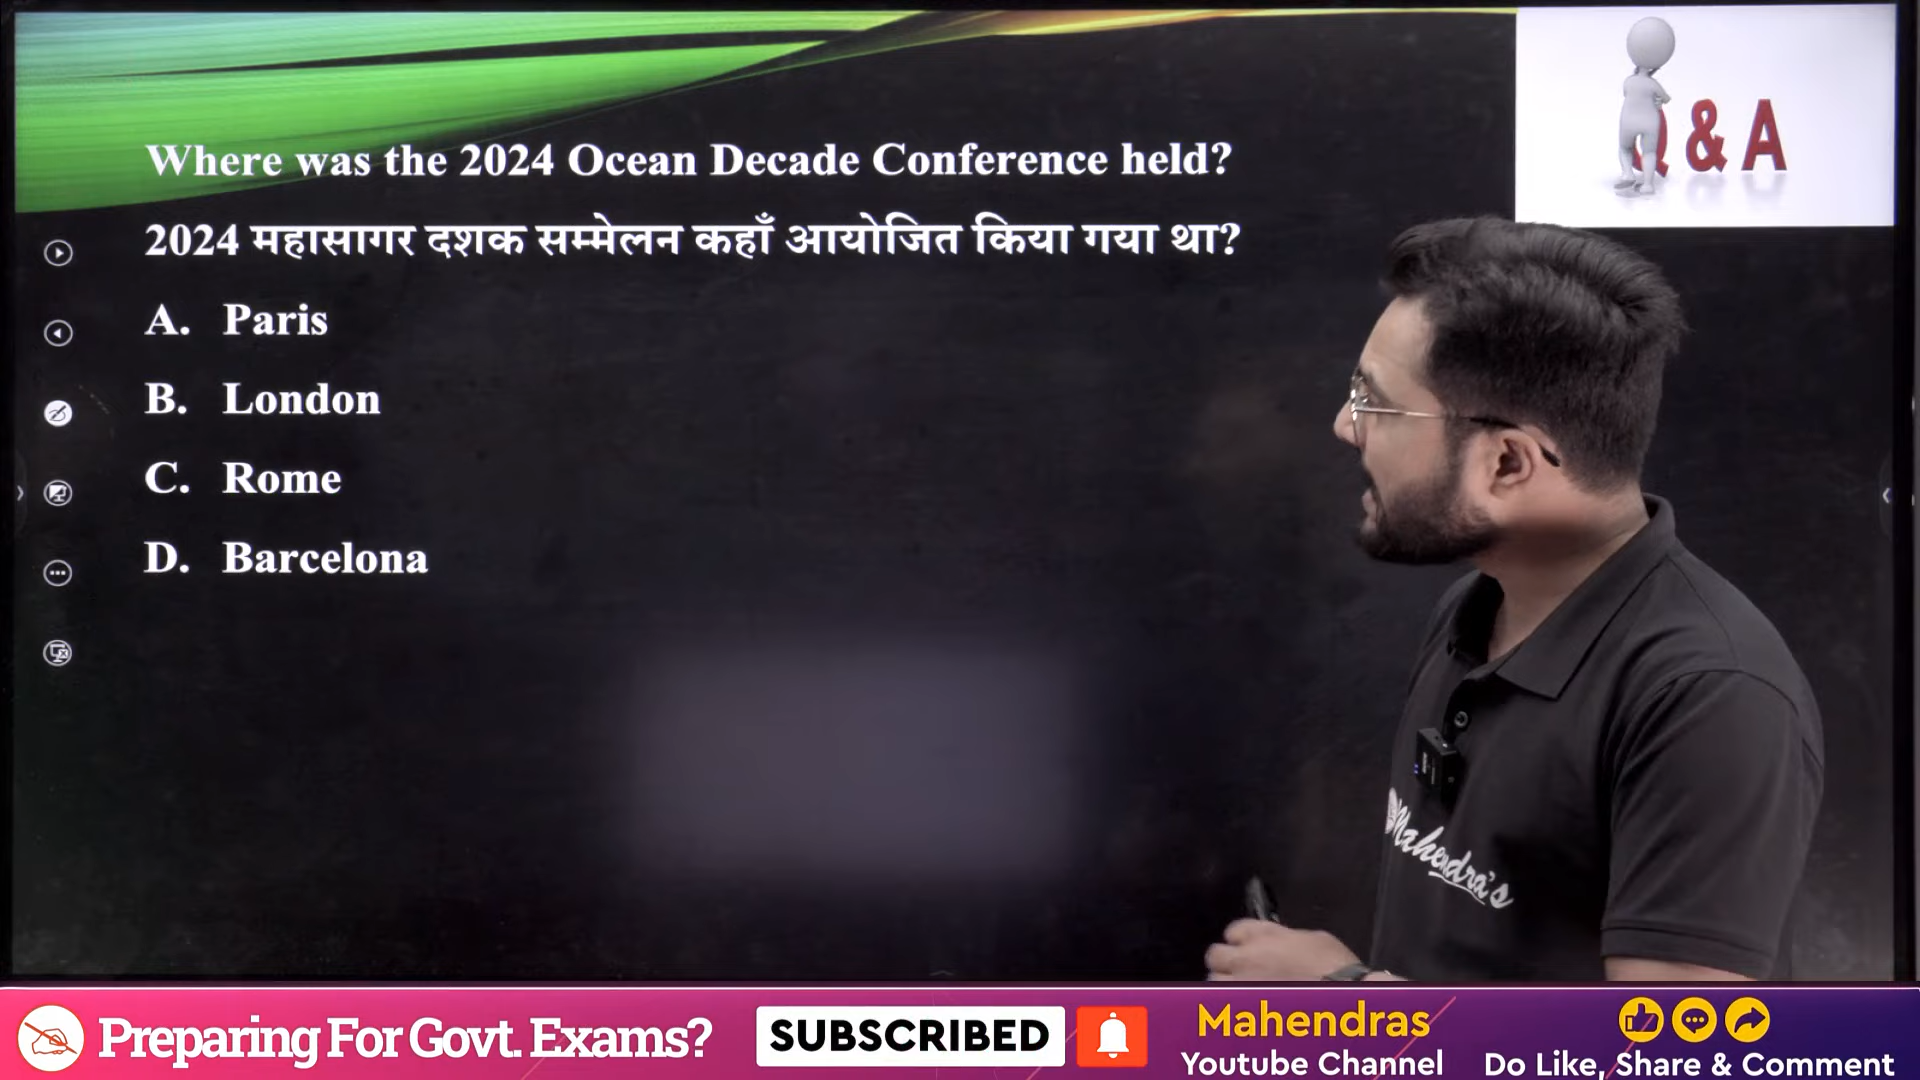 Where was the 2024 Ocean Decade Conference held?
2024 महासागर दशक सम्मेलन कहाँ आयोजित किया गया था?
A. Paris
B. London
C. Rome
D. Barcelona
Q & A
Mahendra's
Preparing For Govt. Exams?
SUBSCRIBED
Mahendras
Youtube Channel
Do Like, Share & Comment